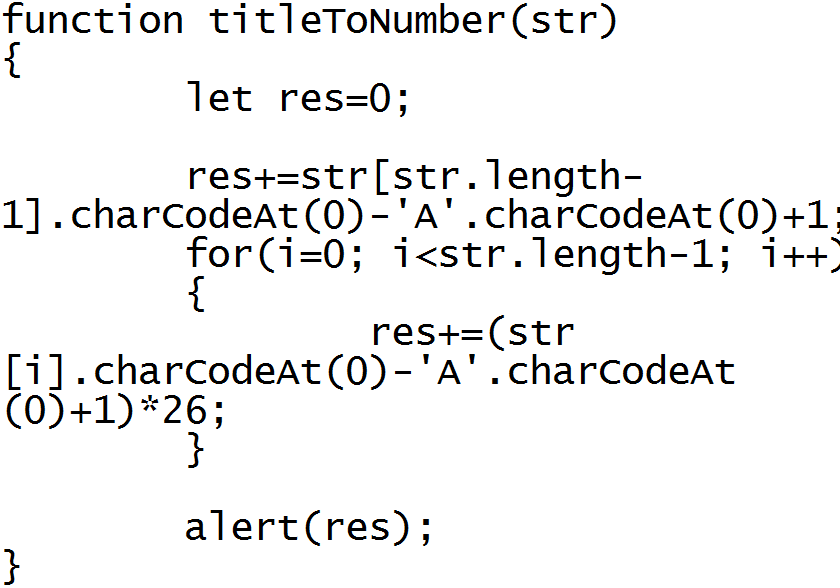 function titleToNumber(str)
{
let res=0;
res+=str[str.length-
1].charCodeAt(0)-'A'.charCodeAt(0)+1;
for(i=0; i<str.length-1; i++)
{
res+=(str
[i].charCodeAt(0)-'A'.charCodeAt
(0)+1)*26;
}
alert(res);
}